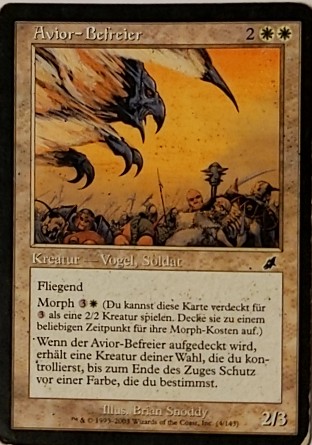 Avior-Befreier 2
Kreatur — Vogel, Soldat
Fliegend
Morph 3 (Du kannst diese Karte verdeckt für
3 als eine 2/2 Kreatur spielen. Decke sie zu einem
beliebigen Zeitpunkt für ihre Morph-Kosten auf.)
Wenn der Avior-Befreier aufgedeckt wird,
erhält eine Kreatur deiner Wahl, die du kon-
trollierst, bis zum Ende des Zuges Schutz
vor einer Farbe, die du bestimmst.
Illus. Brian Snoddy
™ & © 1993-2003 Wizards of the Coast, Inc. (4/143)
2/3